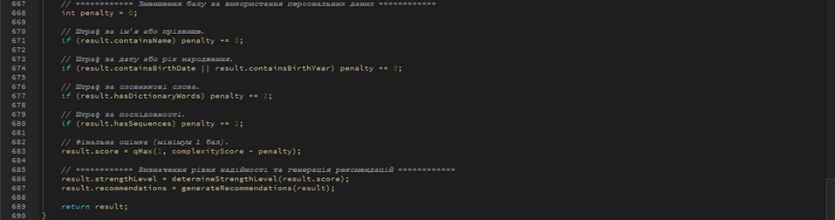 667 // ============ Зменшення балу за використання персональних даних ============
668 int penalty = 0;
669
670 // Штраф за ім'я або прізвище.
671 if (result.containsName) penalty += 3;
672
673 // Штраф за дату або рік народження.
674 if (result.containsBirthDate || result.containsBirthYear) penalty += 3;
675
676 // Штраф за словникові слова.
677 if (result.hasDictionaryWords) penalty += 2;
678
679 // Штраф за послідовності.
680 if (result.hasSequences) penalty += 2;
681
682 // Фінальна оцінка (мінімум 1 бал).
683 result.score = qMax(1, complexityScore - penalty);
684
685 // ============ Визначення рівня надійності та генерація рекомендацій ============
686 result.strengthLevel = determineStrengthLevel(result.score);
687 result.recommendations = generateRecommendations(result);
688
689 return result;
690 }